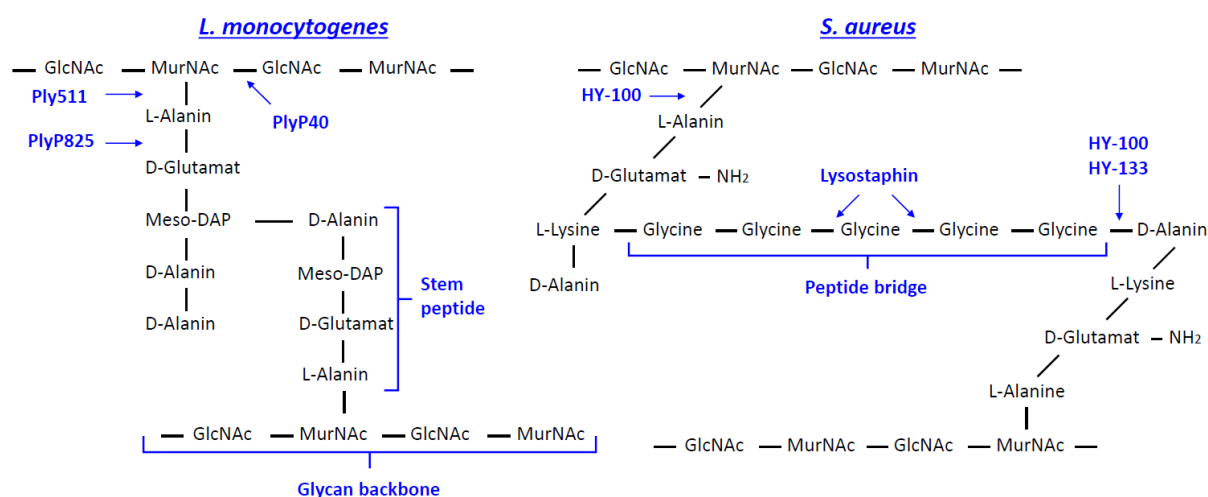 L. monocytogenes
GlcNAc MurNAc GlcNAc MurNAc
Ply511
L-Alanin
PlyP40
PlyP825
D-Glutamat
Meso-DAP D-Alanin
D-Alanin
Meso-DAP
D-Alanin
D-Glutamat
L-Alanin
Stem
peptide
GlcNAc MurNAc GlcNAc MurNAc
Glycan backbone
S. aureus
GlcNAc MurNAc GlcNAc MurNAc
HY-100
L-Alanin
D-Glutamat NH2
Lysostaphin
HY-100
HY-133
L-Lysine Glycine Glycine Glycine Glycine Glycine D-Alanin
D-Alanin
Peptide bridge
L-Lysine
D-Glutamat NH2
L-Alanine
GlcNAc MurNAc GlcNAc MurNAc